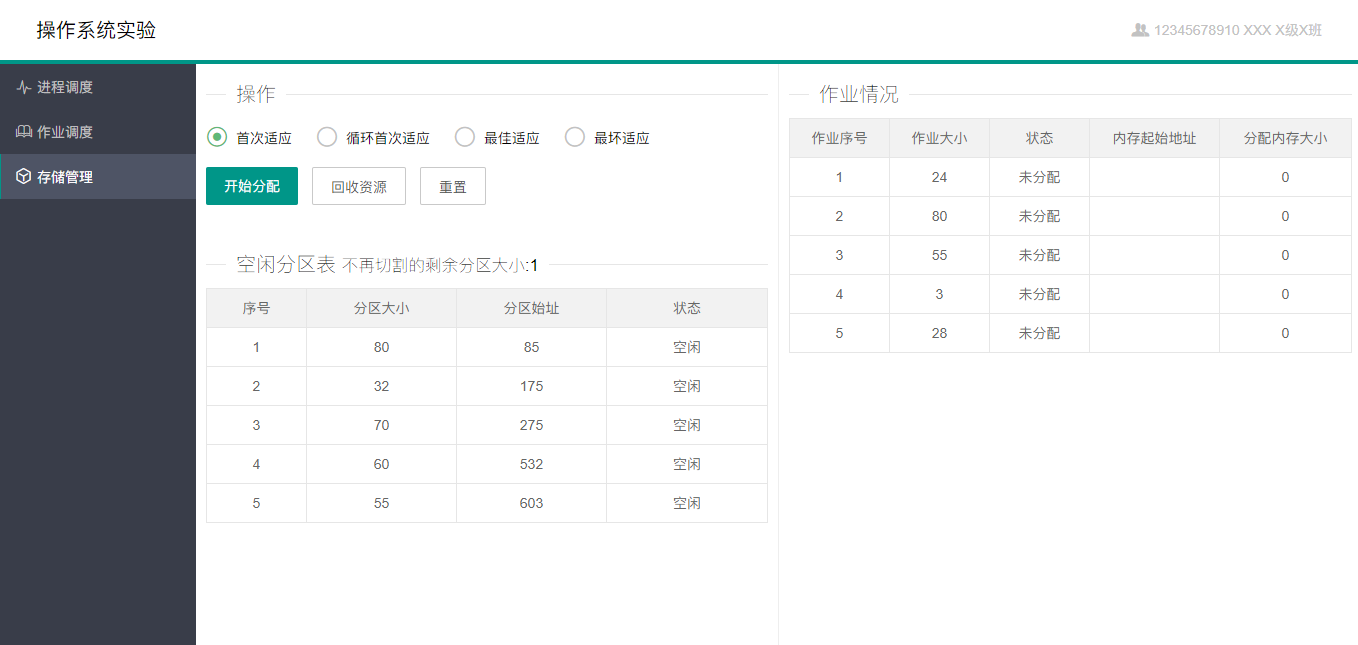 操作系统实验
12345678910 XXX X级X班
进程调度
作业调度
存储管理
操作
首次适应 循环首次适应 最佳适应 最坏适应
开始分配 回收资源 重置
空闲分区表 不再切割的剩余分区大小:1
序号 分区大小 分区始址 状态
1 80 85 空闲
2 32 175 空闲
3 70 275 空闲
4 60 532 空闲
5 55 603 空闲
作业情况
作业序号 作业大小 状态 内存起始地址 分配内存大小
1 24 未分配 0
2 80 未分配 0
3 55 未分配 0
4 3 未分配 0
5 28 未分配 0